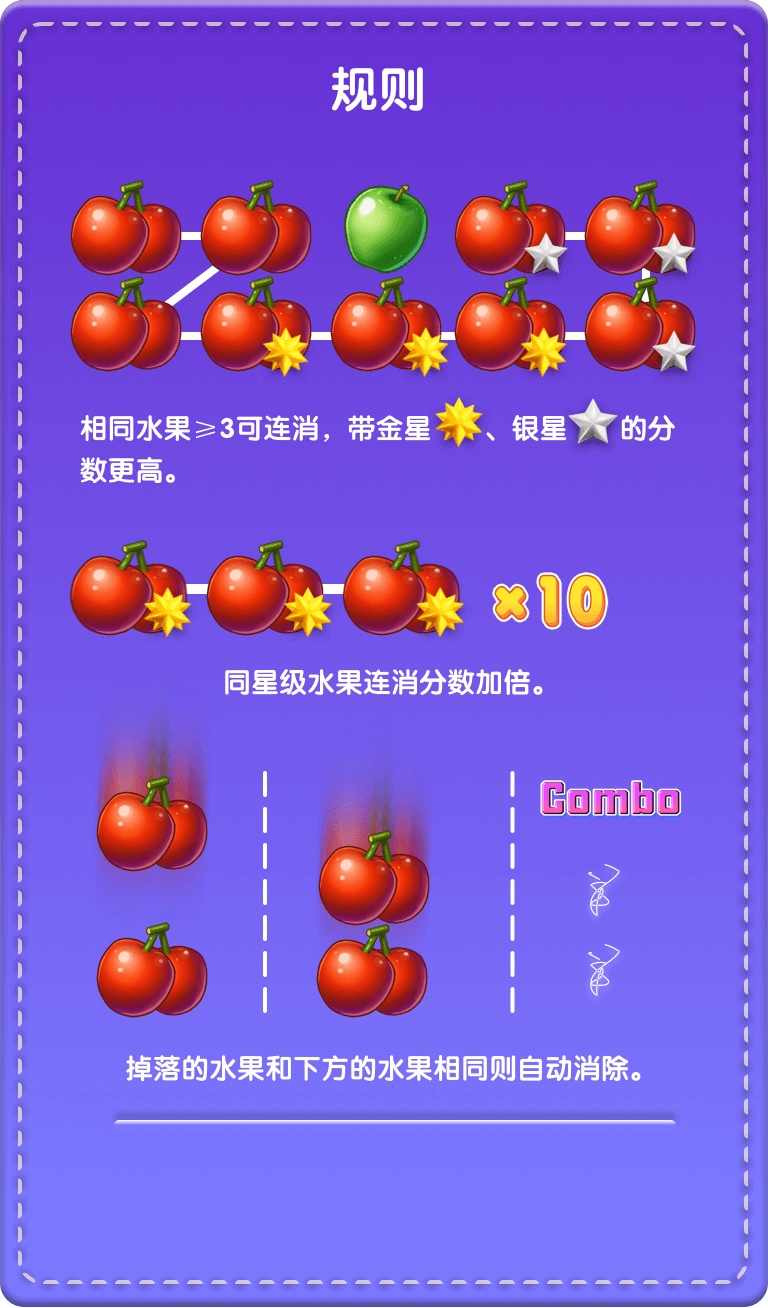 规则
相同水果≥3可连消，带金星、银星的分
数更高。
×10
同星级水果连消分数加倍。
Combo
掉落的水果和下方的水果相同则自动消除。